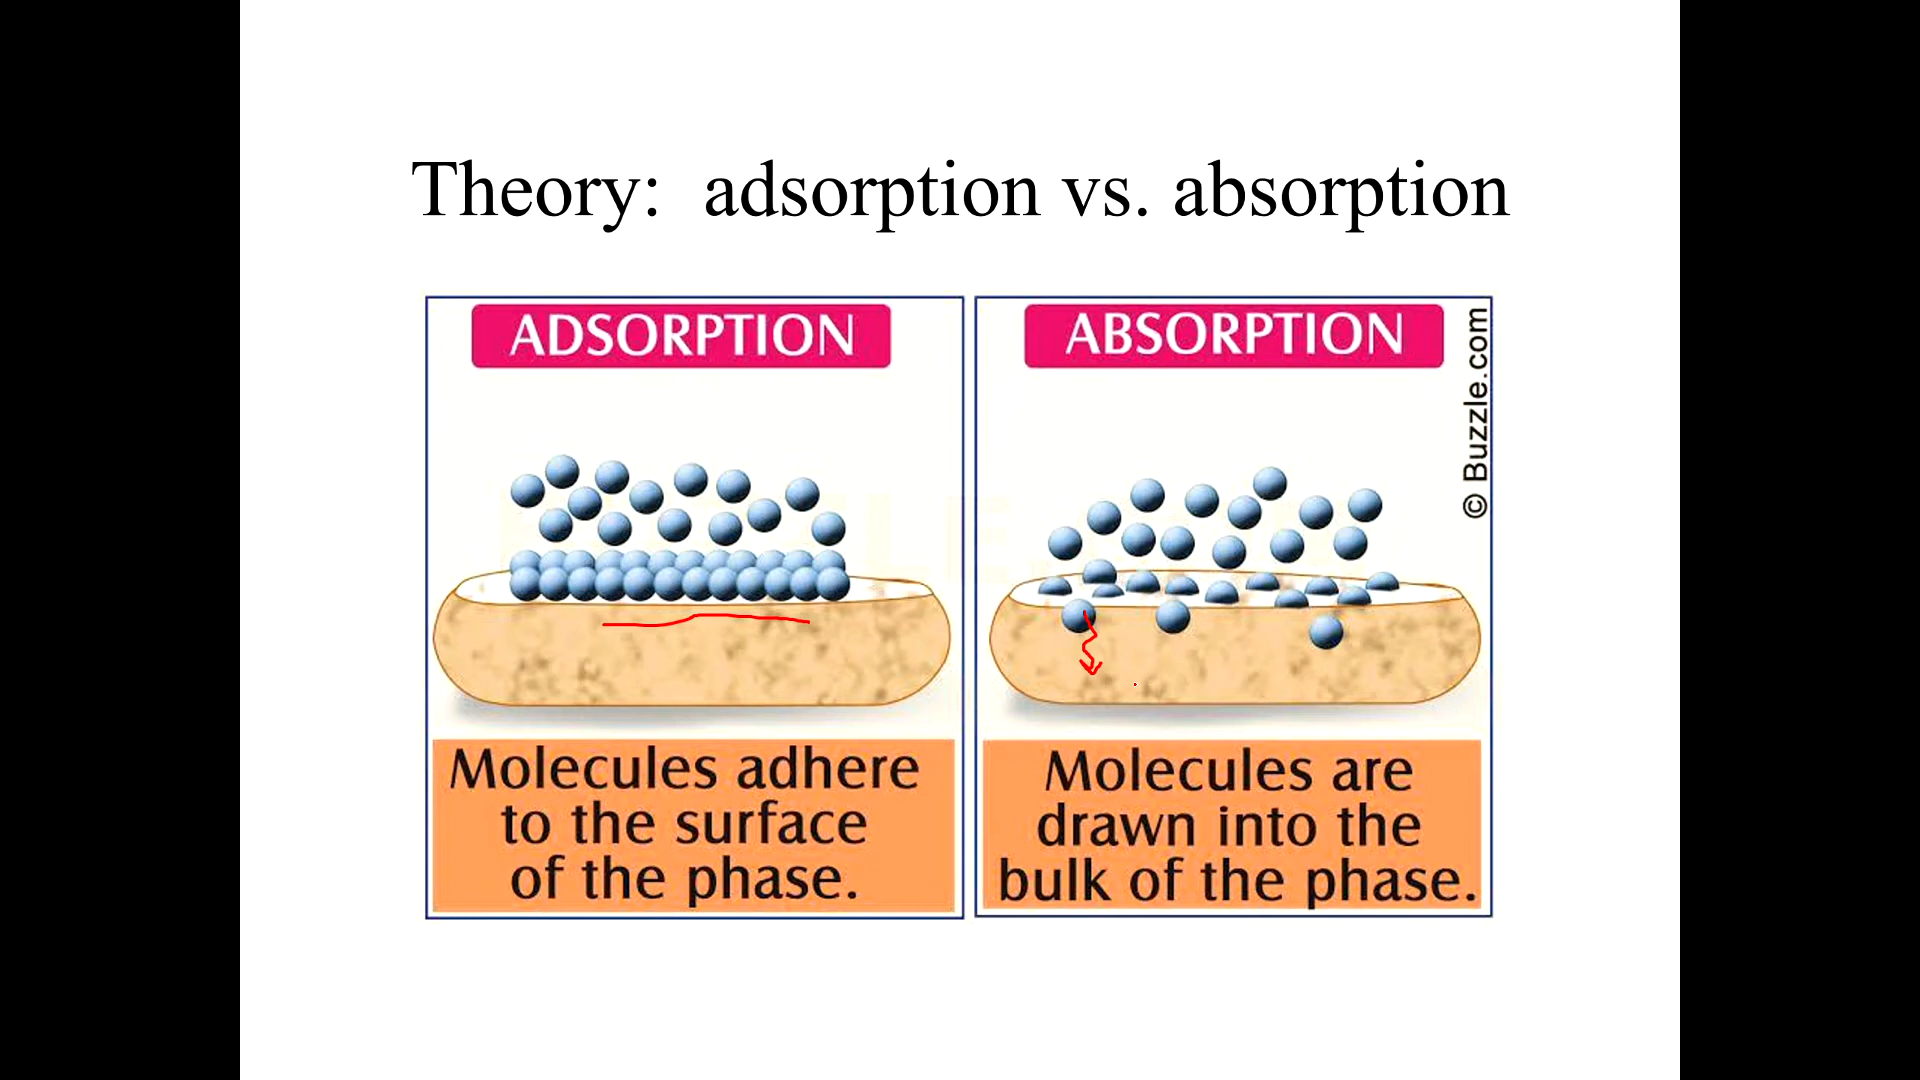 Theory:  adsorption vs. absorption
ADSORPTION
Molecules adhere
to the surface
of the phase.
ABSORPTION
© Buzzle.com
Molecules are
drawn into the
bulk of the phase.